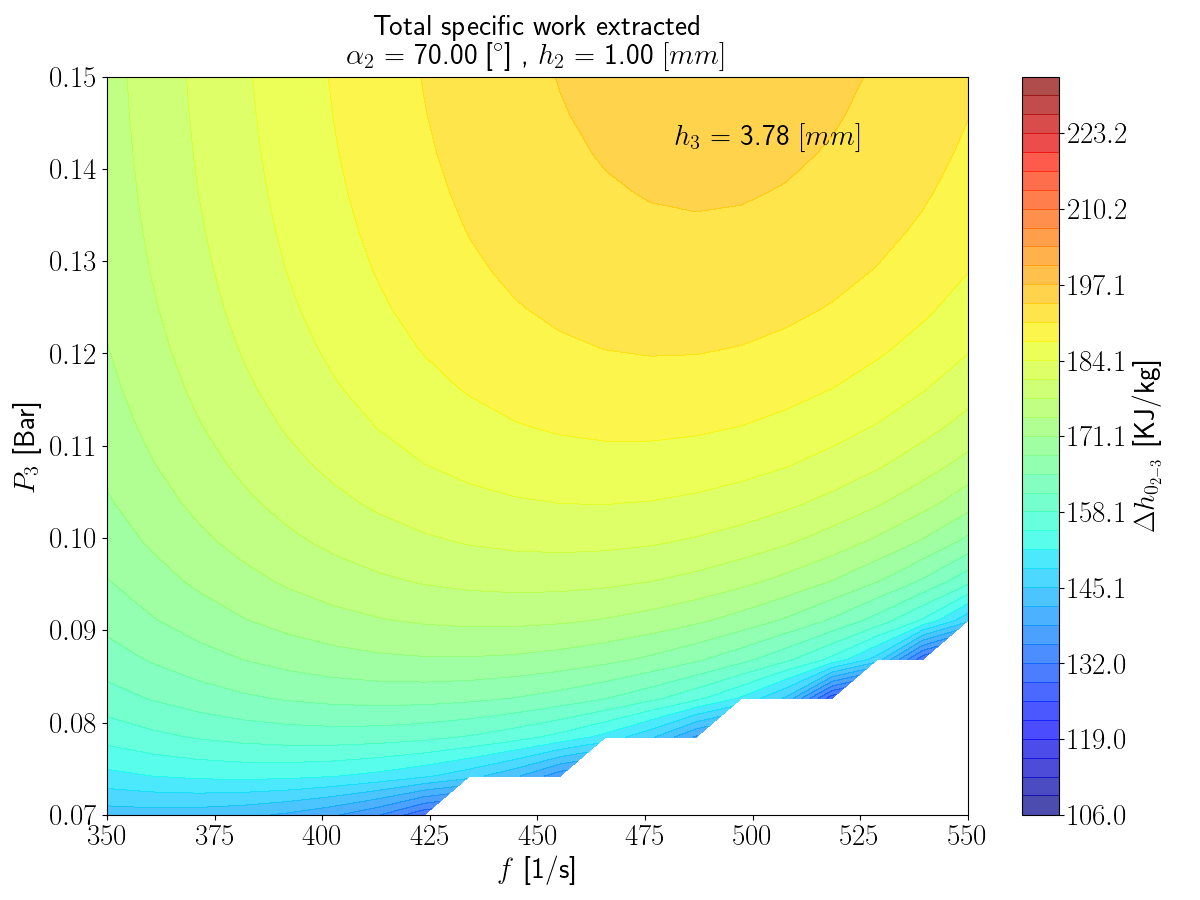 Total specific work extracted
α₂ = 70.00 [°] , h₂ = 1.00 [mm]
h₃ = 3.78 [mm]
0.15
0.14
0.13
0.12
0.11
0.10
0.09
0.08
0.07
P₃ [Bar]
350 375 400 425 450 475 500 525 550
f [1/s]
223.2
210.2
197.1
184.1
171.1
158.1
145.1
132.0
119.0
106.0
Δh₀₂₋₃ [KJ/kg]